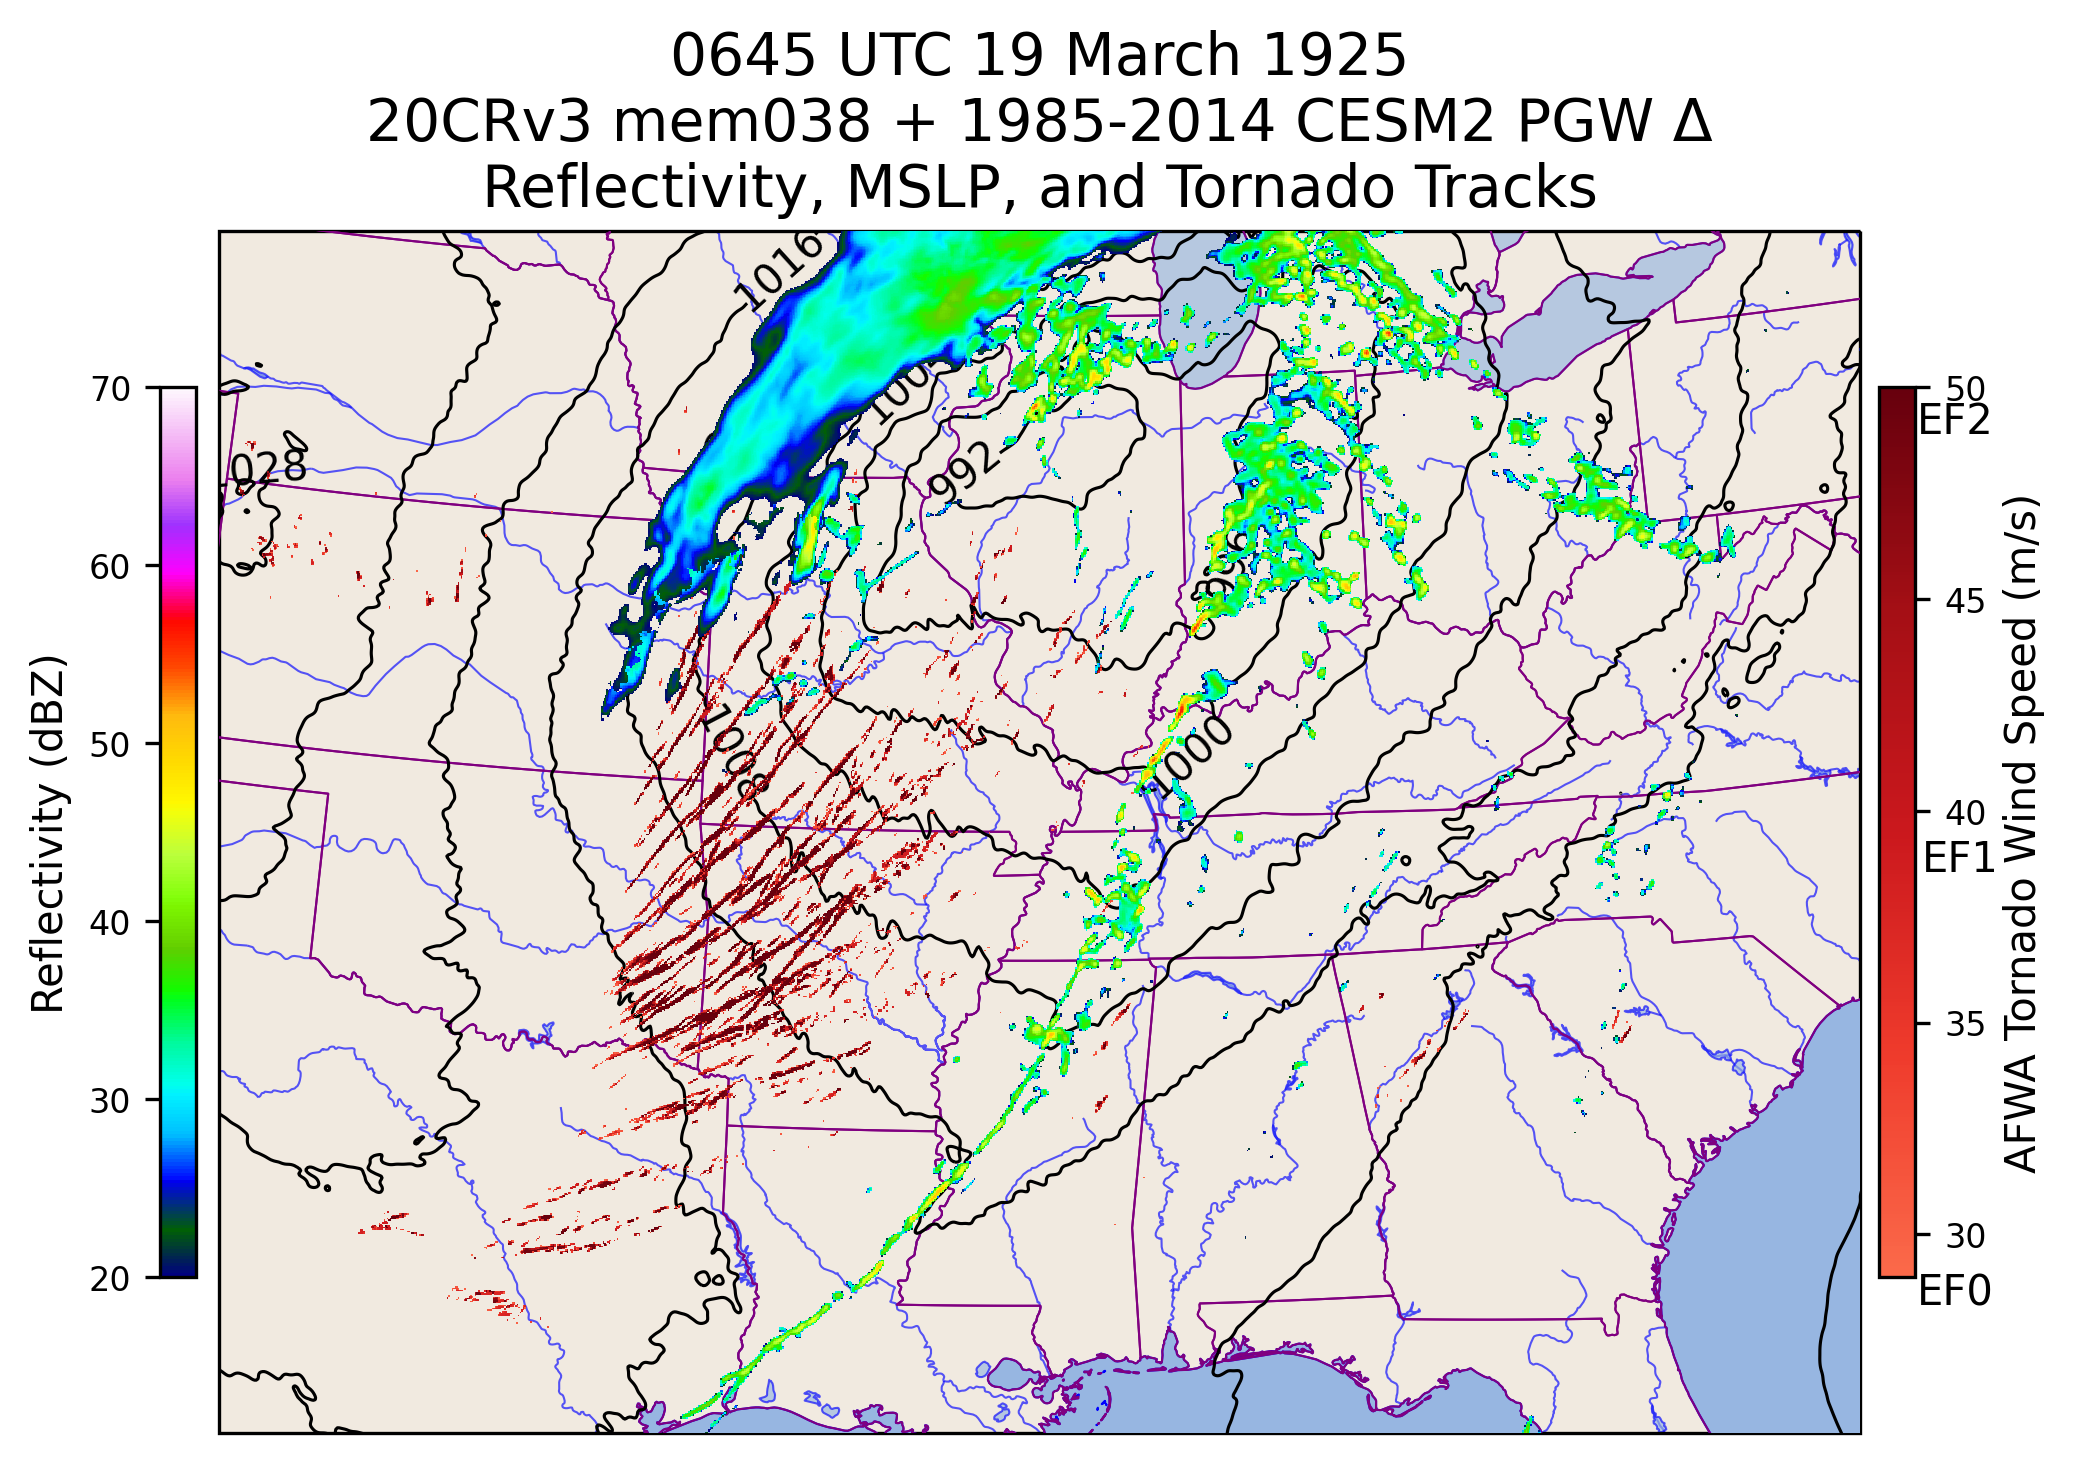 0645 UTC 19 March 1925
20CRv3 mem038 + 1985-2014 CESM2 PGW Δ
Reflectivity, MSLP, and Tornado Tracks
Reflectivity (dBZ)
70
60
50
40
30
20
1016
992
028
996
1008
1000
50
EF2
45
40
EF1
35
30
EF0
AFWA Tornado Wind Speed (m/s)